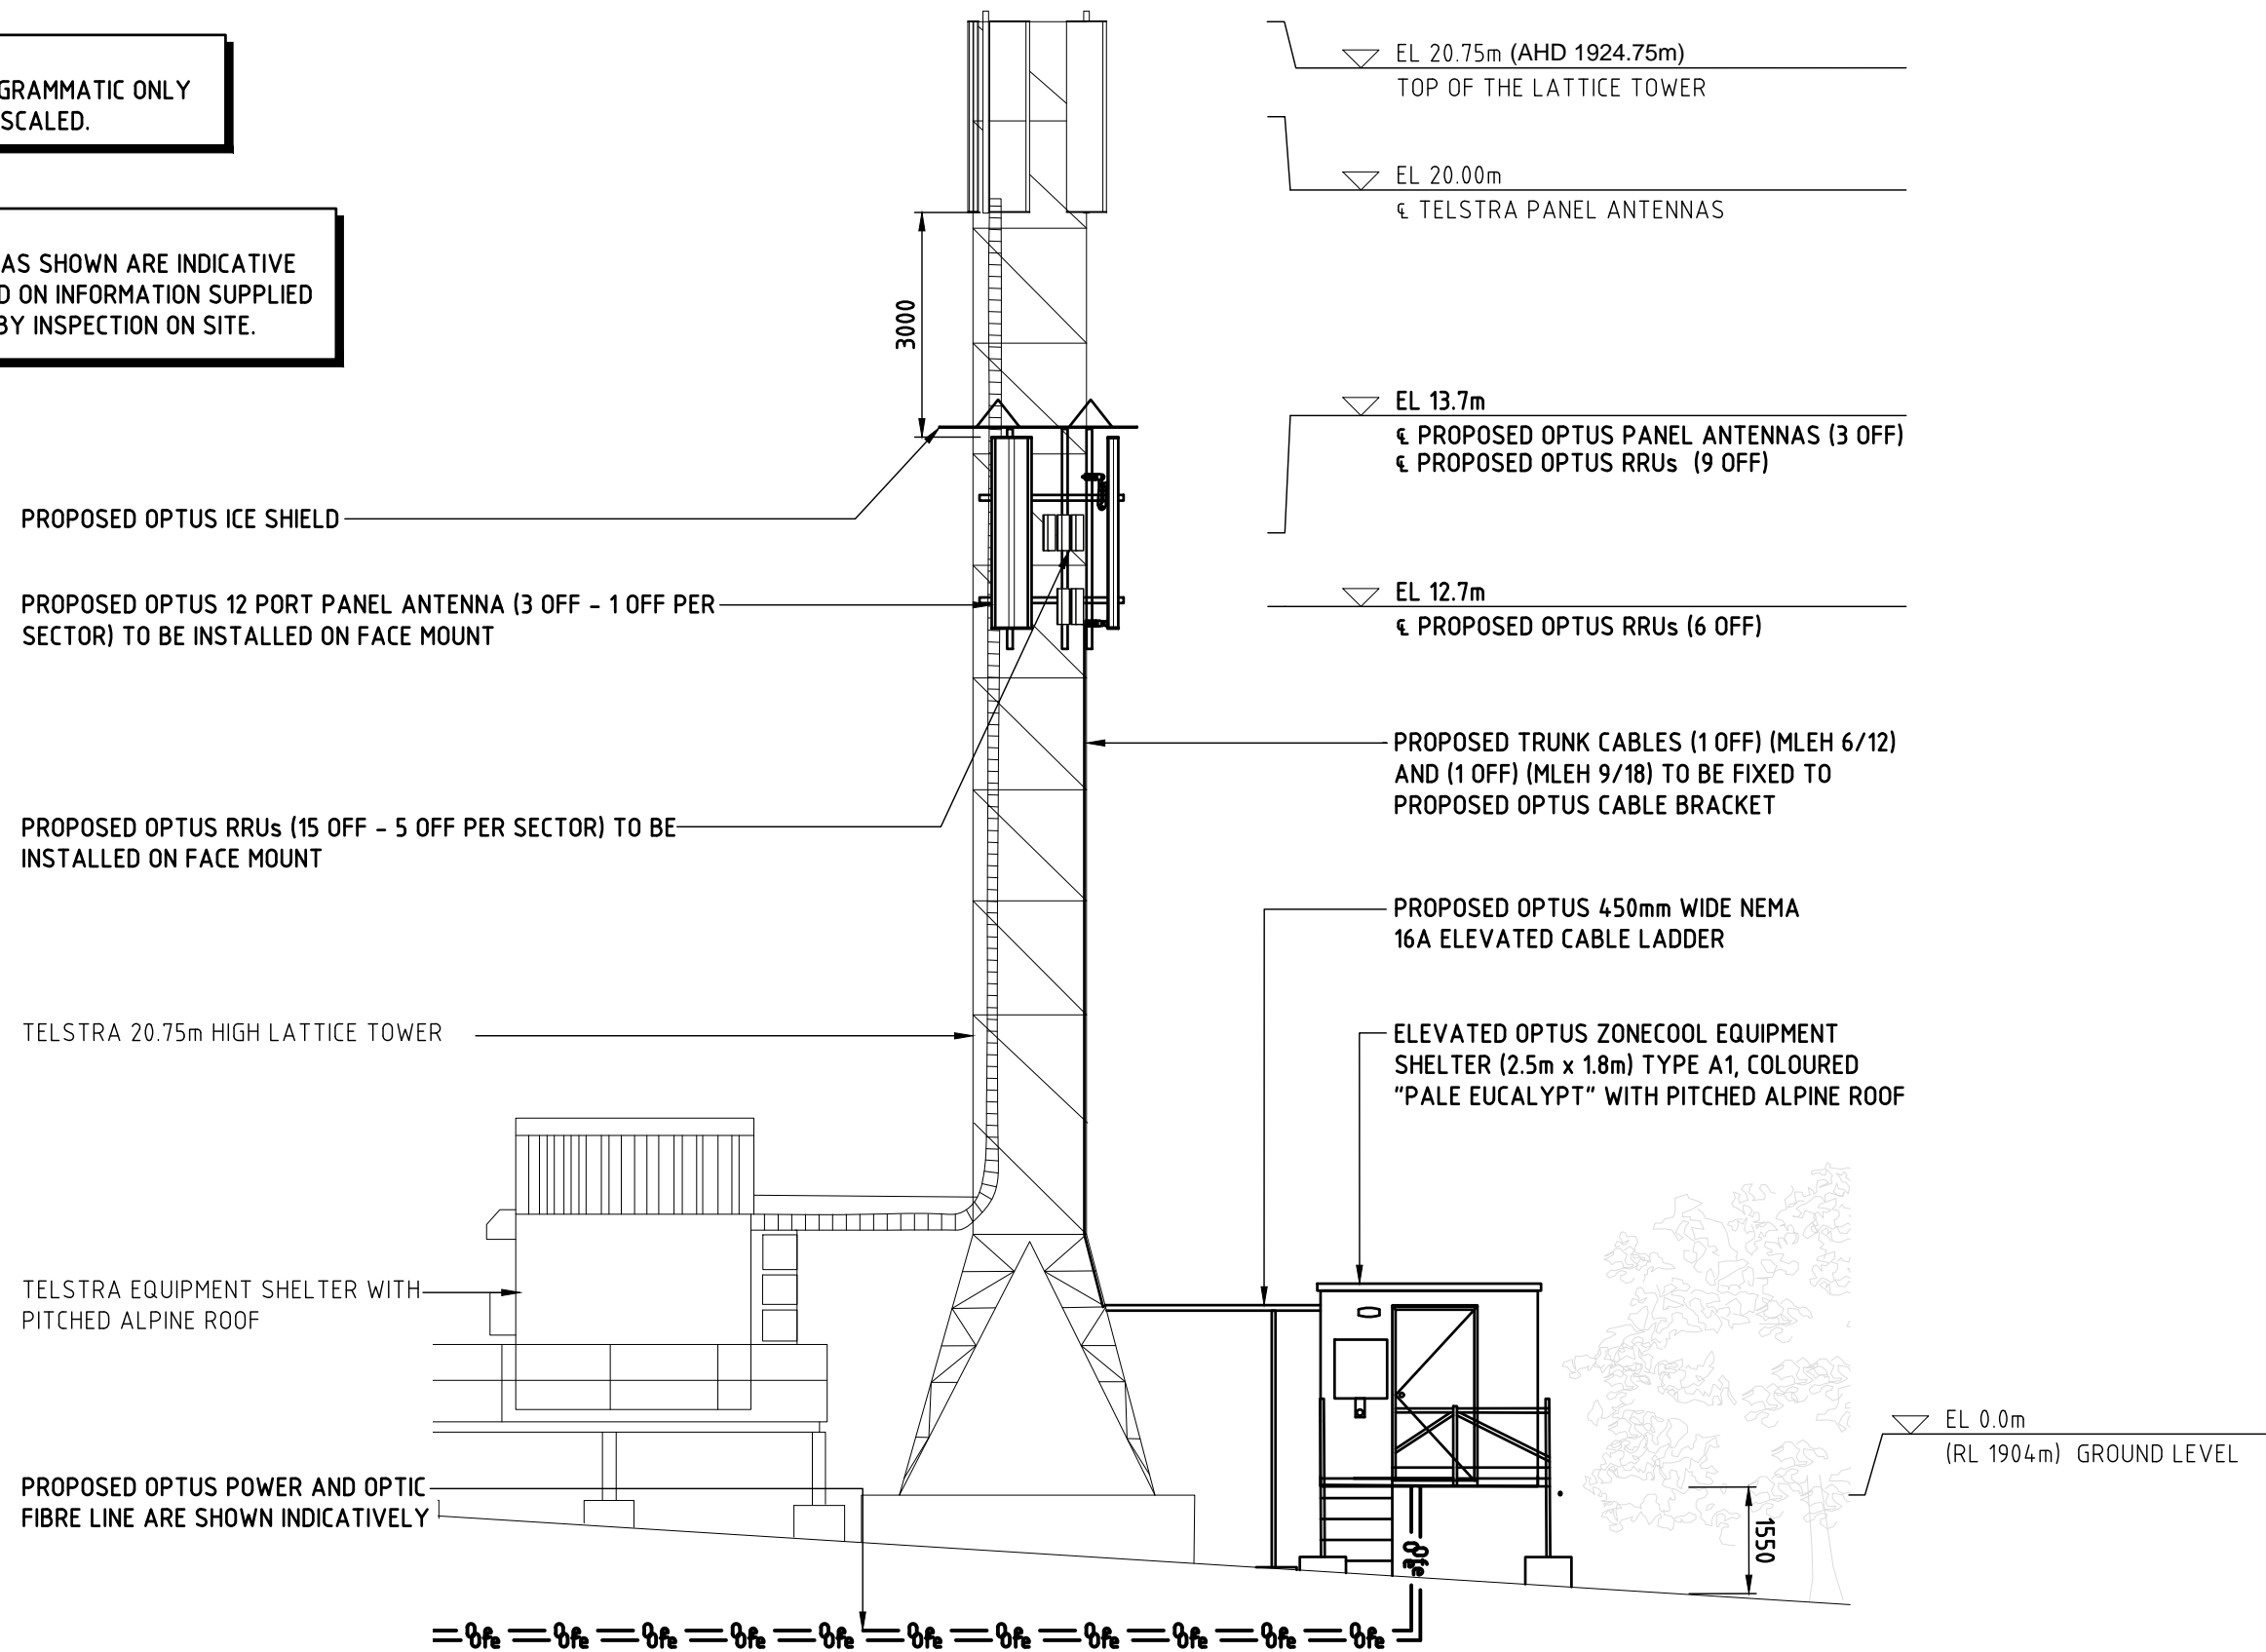 GRAMMATIC ONLY
SCALED.
AS SHOWN ARE INDICATIVE
D ON INFORMATION SUPPLIED
BY INSPECTION ON SITE.
EL 20.75m (AHD 1924.75m)
TOP OF THE LATTICE TOWER
EL 20.00m
℄ TELSTRA PANEL ANTENNAS
3000
EL 13.7m
℄ PROPOSED OPTUS PANEL ANTENNAS (3 OFF)
℄ PROPOSED OPTUS RRUs (9 OFF)
PROPOSED OPTUS ICE SHIELD
EL 12.7m
℄ PROPOSED OPTUS RRUs (6 OFF)
PROPOSED OPTUS 12 PORT PANEL ANTENNA (3 OFF - 1 OFF PER
SECTOR) TO BE INSTALLED ON FACE MOUNT
PROPOSED TRUNK CABLES (1 OFF) (MLEH 6/12)
AND (1 OFF) (MLEH 9/18) TO BE FIXED TO
PROPOSED OPTUS CABLE BRACKET
PROPOSED OPTUS RRUs (15 OFF - 5 OFF PER SECTOR) TO BE
INSTALLED ON FACE MOUNT
PROPOSED OPTUS 450mm WIDE NEMA
16A ELEVATED CABLE LADDER
TELSTRA 20.75m HIGH LATTICE TOWER
ELEVATED OPTUS ZONECOOL EQUIPMENT
SHELTER (2.5m x 1.8m) TYPE A1, COLOURED
"PALE EUCALYPT" WITH PITCHED ALPINE ROOF
TELSTRA EQUIPMENT SHELTER WITH
PITCHED ALPINE ROOF
EL 0.0m
(RL 1904m) GROUND LEVEL
PROPOSED OPTUS POWER AND OPTIC
FIBRE LINE ARE SHOWN INDICATIVELY
1550